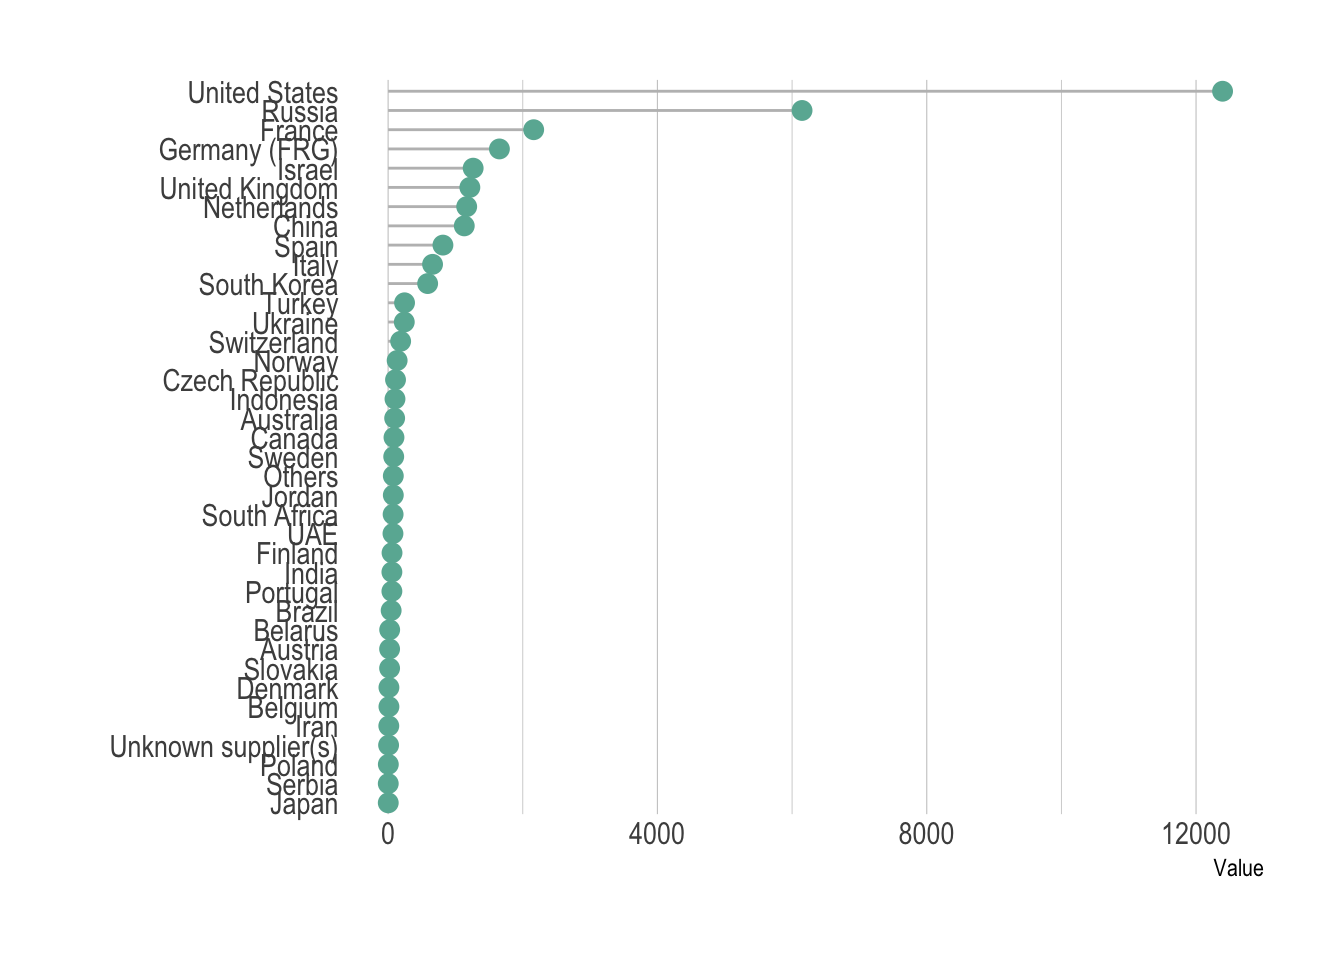 United States
Russia
France
Germany (FRG)
Israel
United Kingdom
Netherlands
China
Spain
Italy
South Korea
Turkey
Ukraine
Switzerland
Norway
Czech Republic
Indonesia
Australia
Canada
Sweden
Others
Jordan
South Africa
UAE
Finland
India
Portugal
Brazil
Belarus
Austria
Slovakia
Denmark
Belgium
Iran
Unknown supplier(s)
Poland
Serbia
Japan
0 4000 8000 12000
Value